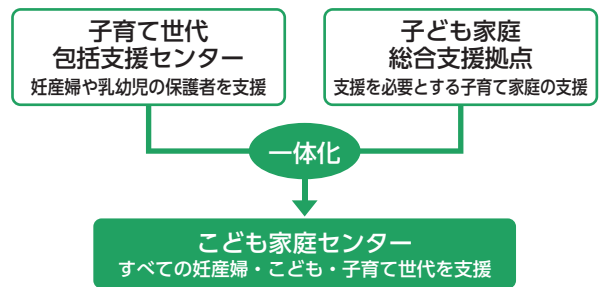 子育て世代
包括支援センター
妊産婦や乳幼児の保護者を支援
子ども家庭
総合支援拠点
支援を必要とする子育て家庭の支援
一体化
こども家庭センター
すべての妊産婦・こども・子育て世代を支援